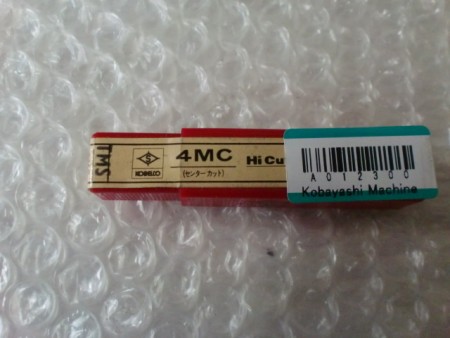 TMS
S
KOBELCO
4MC
(センターカット)
Hi Cu
A012300
Kobayashi Machine